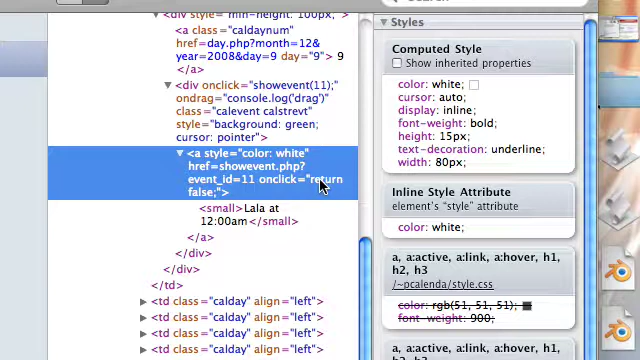 <div style="min-height: 100px;">
<a class="caldaynum"
href=day.php?month=12&
year=2008&day=9 day="9"> 9
</a>
<div onclick="showevent(11);"
ondrag="console.log('drag')"
class="calevent calstrevt"
style="background: green;
cursor: pointer">
<a style="color: white"
href=showevent.php?
event_id=11 onclick="return
false;">
<small>Lala at
12:00am</small>
</a>
</div>
</div>
</td>
<td class="calday" align="left">
<td class="calday" align="left">
<td class="calday" align="left">
<td class="calday" align="left">
Styles
Computed Style
Show inherited properties
color: white;
cursor: auto;
display: inline;
font-weight: bold;
height: 15px;
text-decoration: underline;
width: 80px;
Inline Style Attribute
element's "style" attribute
color: white;
a, a:active, a:link, a:hover, h1,
h2, h3
/~pcalenda/style.css
color: rgb(51, 51, 51);
font-weight: 900;
a, a:active, a:link, a:hover, h1,